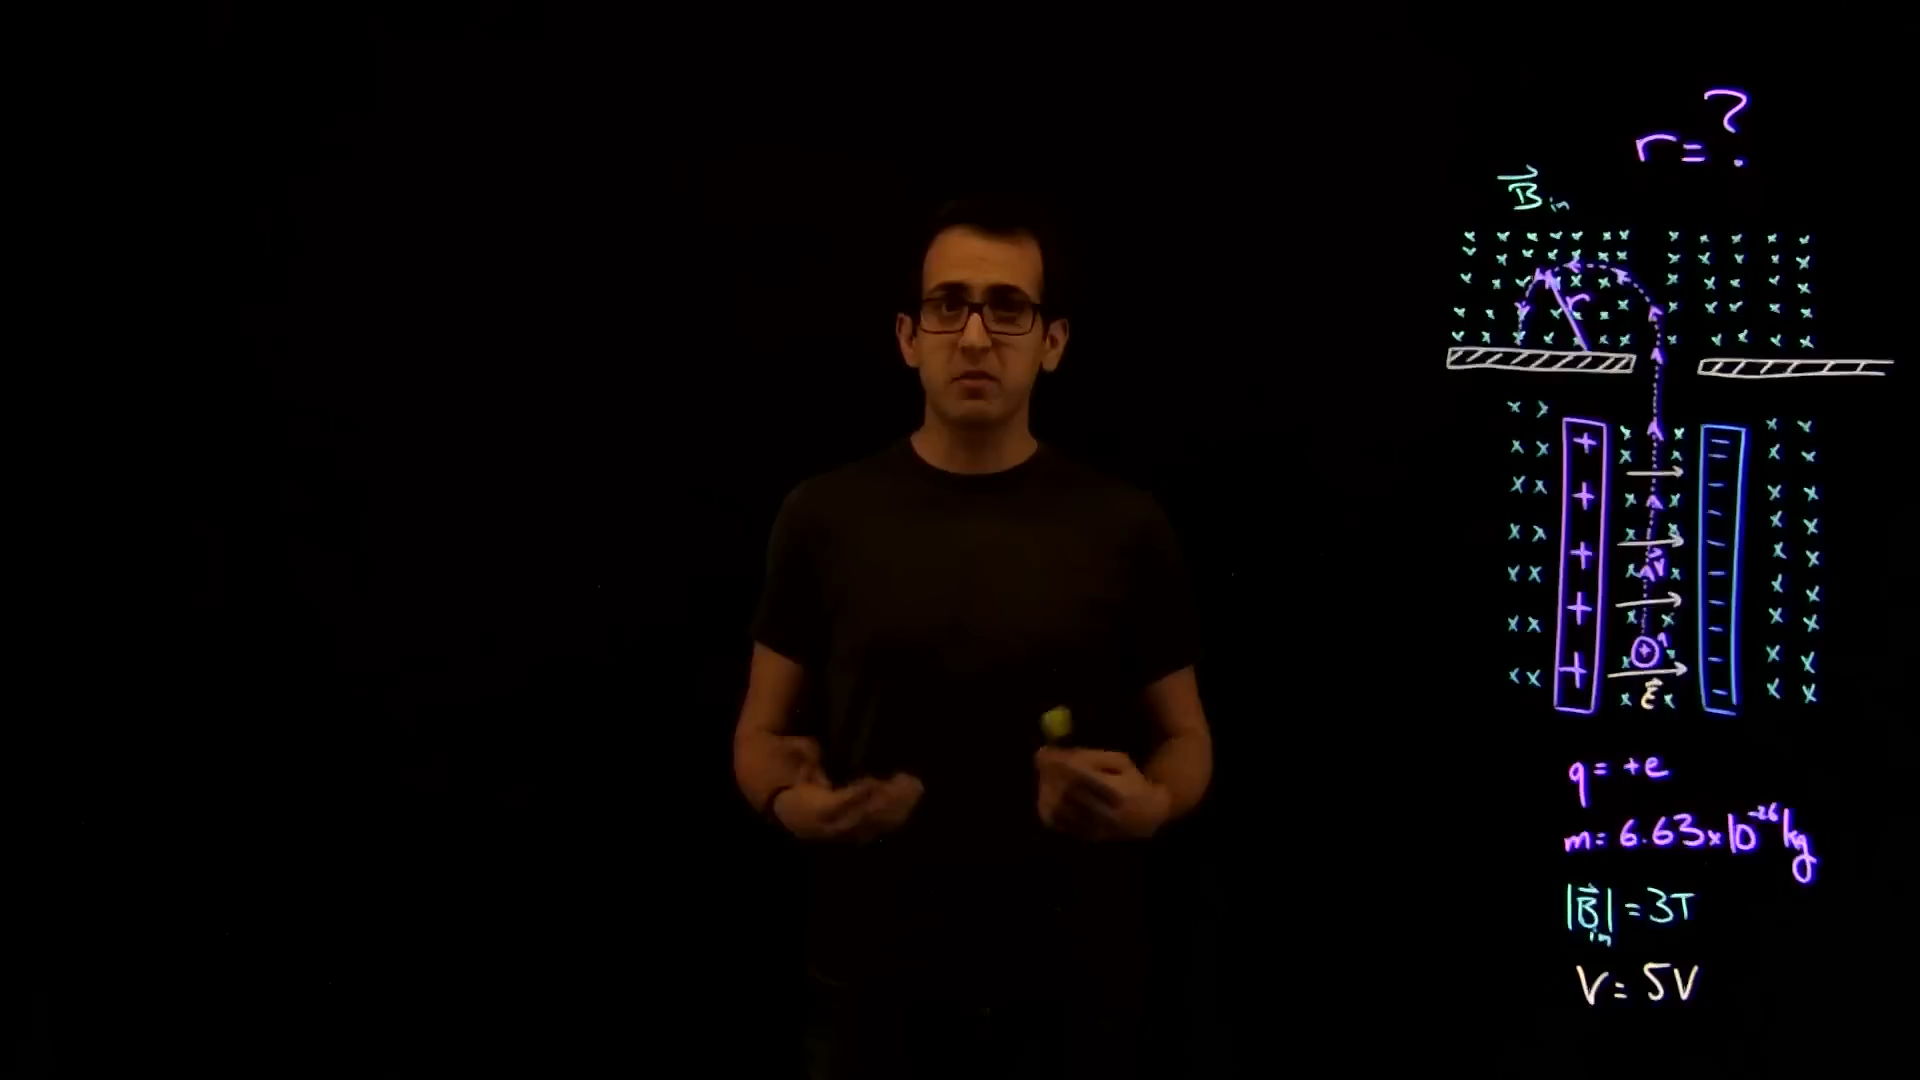 r = ?
B in
r
v
E
q = +e
m = 6.63 × 10⁻²⁶ kg
|B in| = 3T
V = 5V